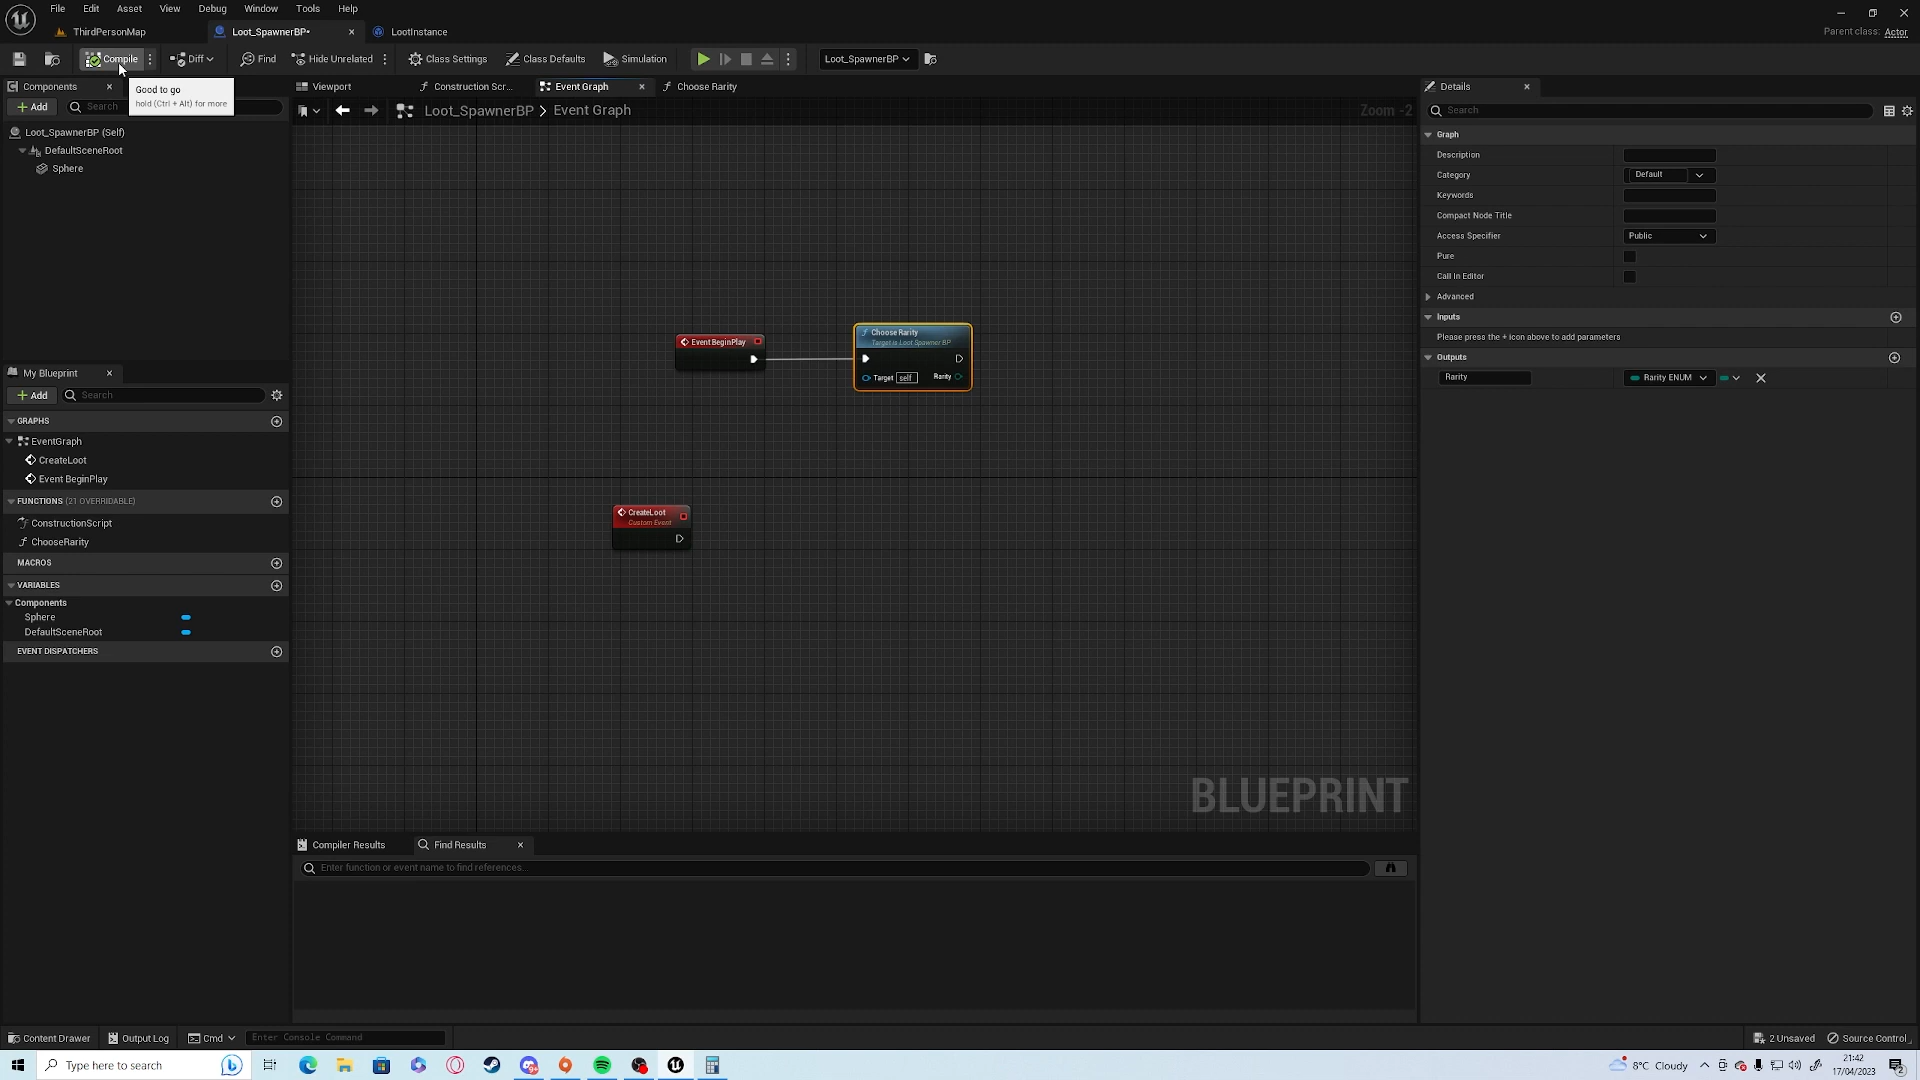 File Edit Asset View Window Debug Tools Help
ThirdPersonMap Loot_SpawnerBP• LootInstance
Parent class: Actor
Compile Diff Find Hide Unrelated Class Settings Class Defaults Simulation Loot_SpawnerBP
Good to go
hold (Ctrl + Alt) for more
Components
Add Search
Loot_SpawnerBP (Self)
DefaultSceneRoot
Sphere
My Blueprint
Add Search
GRAPHS
EventGraph
CreateLoot
Event BeginPlay
FUNCTIONS (21 OVERRIDABLE)
ConstructionScript
ChooseRarity
MACROS
VARIABLES
Components
Sphere
DefaultSceneRoot
EVENT DISPATCHERS
Viewport Construction Scr... Event Graph Choose Rarity
Loot_SpawnerBP > Event Graph
Zoom -2
Event BeginPlay
Choose Rarity
Target is Loot Spawner BP
Target self Rarity
CreateLoot
Custom Event
BLUEPRINT
Compiler Results Find Results
Enter function or event name to find references...
Details
Search
Graph
Description
Category Default
Keywords
Compact Node Title
Access Specifier Public
Pure
Call In Editor
Advanced
Inputs
Please press the + icon above to add parameters
Outputs
Rarity Rarity ENUM
Content Drawer Output Log Cmd Enter Console Command
2 Unsaved Source Control
Type here to search
8°C Cloudy
21:42
17/04/2023